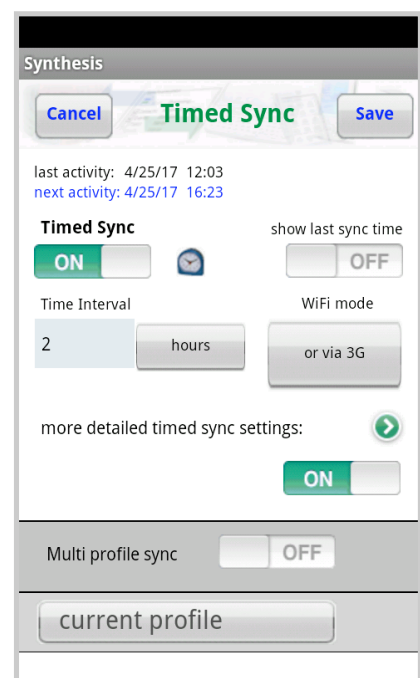 Synthesis
Cancel Timed Sync Save
last activity: 4/25/17 12:03
next activity: 4/25/17 16:23
Timed Sync show last sync time
ON OFF
Time Interval WiFi mode
2 hours or via 3G
more detailed timed sync settings:
ON
Multi profile sync OFF
current profile